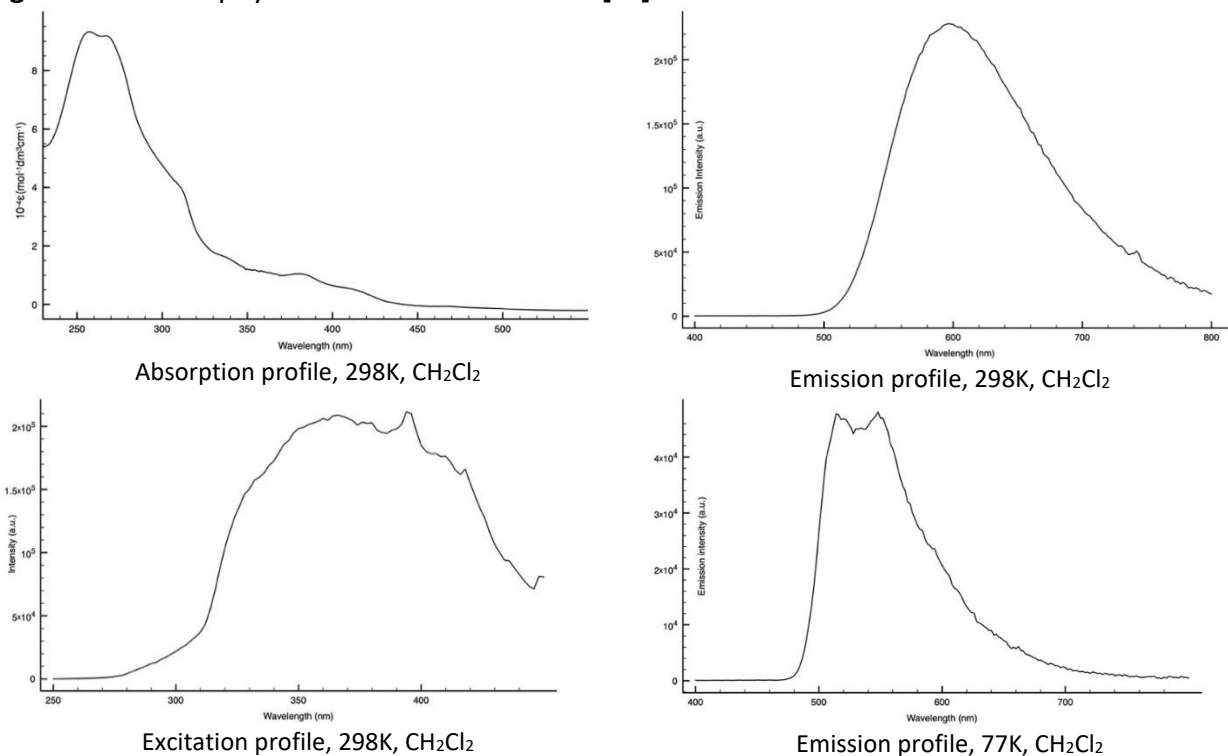 10⁻⁴ε(mol⁻¹dm³cm⁻¹)
8
6
4
2
0
250 300 350 400 450 500
Wavelength (nm)
Absorption profile, 298K, CH₂Cl₂
Emission Intensity (a.u.)
2×10⁵
1.5×10⁵
10⁵
5×10⁴
0
400 500 600 700 800
Wavelength (nm)
Emission profile, 298K, CH₂Cl₂
Intensity (a.u.)
2×10⁵
1.5×10⁵
10⁵
5×10⁴
0
250 300 350 400
Wavelength (nm)
Excitation profile, 298K, CH₂Cl₂
Emission intensity (a.u.)
4×10⁴
3×10⁴
2×10⁴
10⁴
0
400 500 600 700
Wavelength (nm)
Emission profile, 77K, CH₂Cl₂